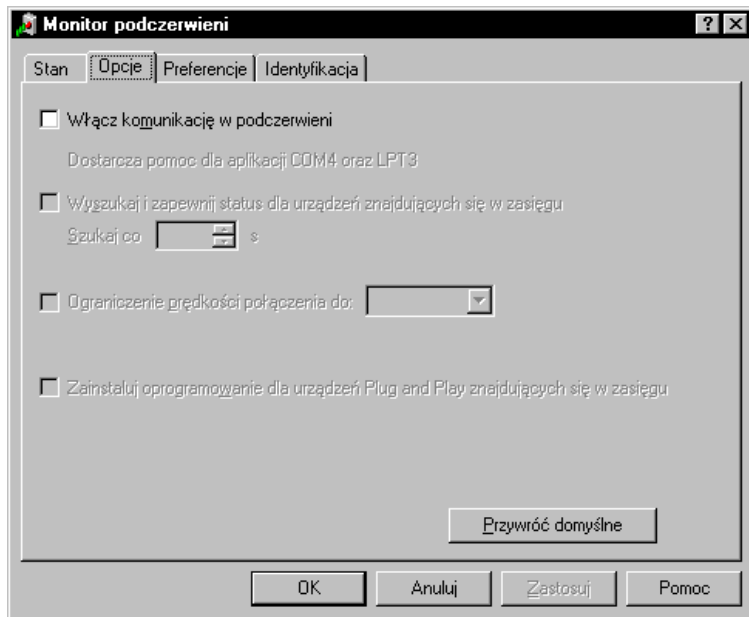 Monitor podczerwieni
Stan Opcje Preferencje Identyfikacja
Włącz komunikację w podczerwieni
Dostarcza pomoc dla aplikacji COM4 oraz LPT3
Wyszukaj i zapewnij status dla urządzeń znajdujących się w zasięgu
Szukaj co s
Ograniczenie prędkości połączenia do:
Zainstaluj oprogramowanie dla urządzeń Plug and Play znajdujących się w zasięgu
Przywróć domyślne
OK Anuluj Zastosuj Pomoc